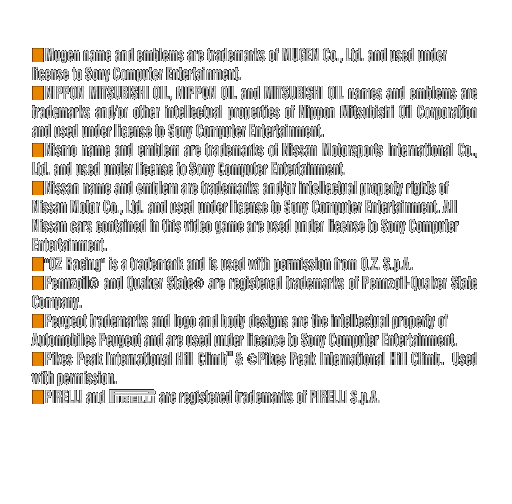 Mugen name and emblems are trademarks of MUGEN Co., Ltd. and used under
license to Sony Computer Entertainment.
NIPPON MITSUBISHI OIL, NIPPON OIL and MITSUBISHI OIL names and emblems are
trademarks and/or other intellectual properties of Nippon Mitsubishi Oil Corporation
and used under license to Sony Computer Entertainment.
Nismo name and emblem are trademarks of Nissan Motorsports International Co.,
Ltd. and used under license to Sony Computer Entertainment.
Nissan name and emblem are trademarks and/or intellectual property rights of
Nissan Motor Co., Ltd. and used under license to Sony Computer Entertainment. All
Nissan cars contained in this video game are used under license to Sony Computer
Entertainment.
"OZ Racing" is a trademark and is used with permission from O.Z. S.p.A.
Pennzoil® and Quaker State® are registered trademarks of Pennzoil-Quaker State
Company.
Peugeot trademarks and logo and body designs are the intellectual property of
Automobiles Peugeot and are used under licence to Sony Computer Entertainment.
Pikes Peak International Hill Climb™ & ©Pikes Peak International Hill Climb. Used
with permission.
PIRELLI and PIRELLI are registered trademarks of PIRELLI S.p.A.